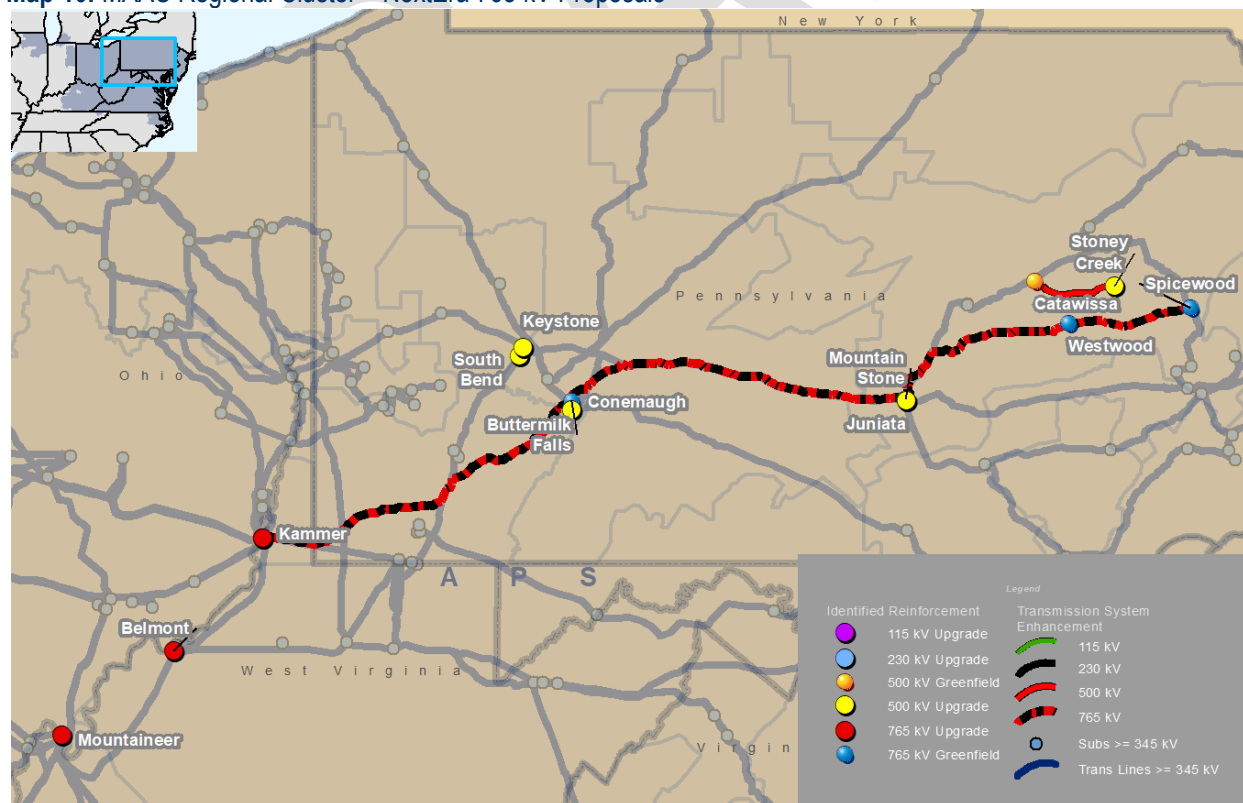 New York
Pennsylvania
Stoney
Creek
Spicewood
Catawissa
Westwood
Keystone
South
Bend
Ohio
Mountain
Stone
Conemaugh
Buttermilk
Falls
Juniata
Kammer
A P S
Belmont
West Virginia
Mountaineer
Virgin
Legend
Identified Reinforcement
115 kV Upgrade
230 kV Upgrade
500 kV Greenfield
500 kV Upgrade
765 kV Upgrade
765 kV Greenfield
Transmission System
Enhancement
115 kV
230 kV
500 kV
765 kV
Subs >= 345 kV
Trans Lines >= 345 kV